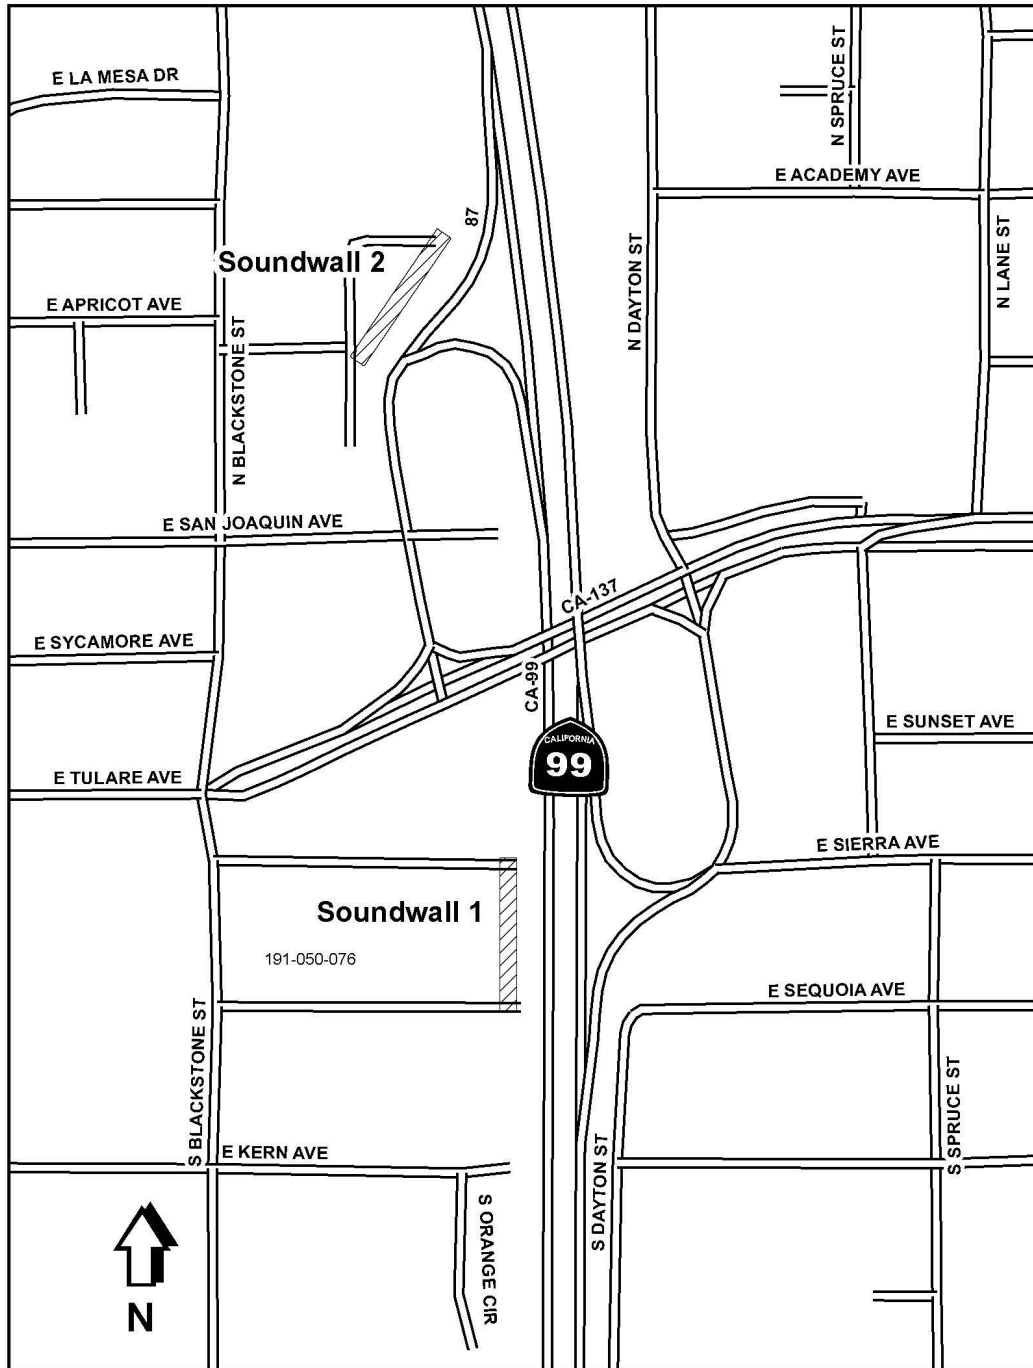 E LA MESA DR
N SPRUCE ST
E ACADEMY AVE
87
Soundwall 2
N DAYTON ST
N LANE ST
E APRICOT AVE
N BLACKSTONE ST
E SAN JOAQUIN AVE
CA-137
E SYCAMORE AVE
CA-99
E SUNSET AVE
CALIFORNIA
99
E TULARE AVE
E SIERRA AVE
Soundwall 1
191-050-076
E SEQUOIA AVE
S BLACKSTONE ST
S SPRUCE ST
E KERN AVE
S DAYTON ST
S ORANGE CIR
N